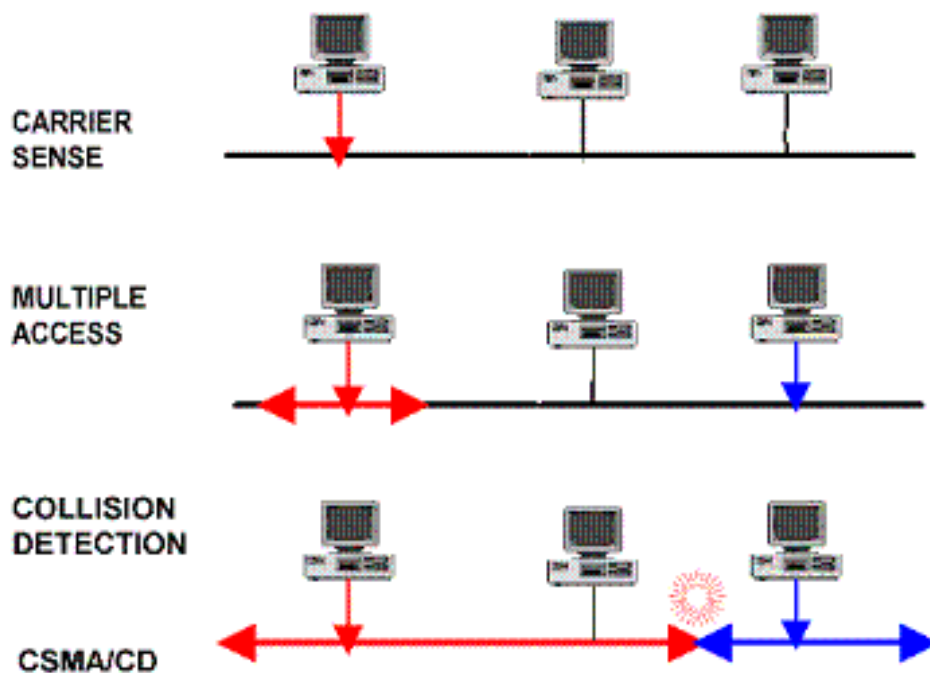 CARRIER
SENSE
MULTIPLE
ACCESS
COLLISION
DETECTION
CSMA/CD